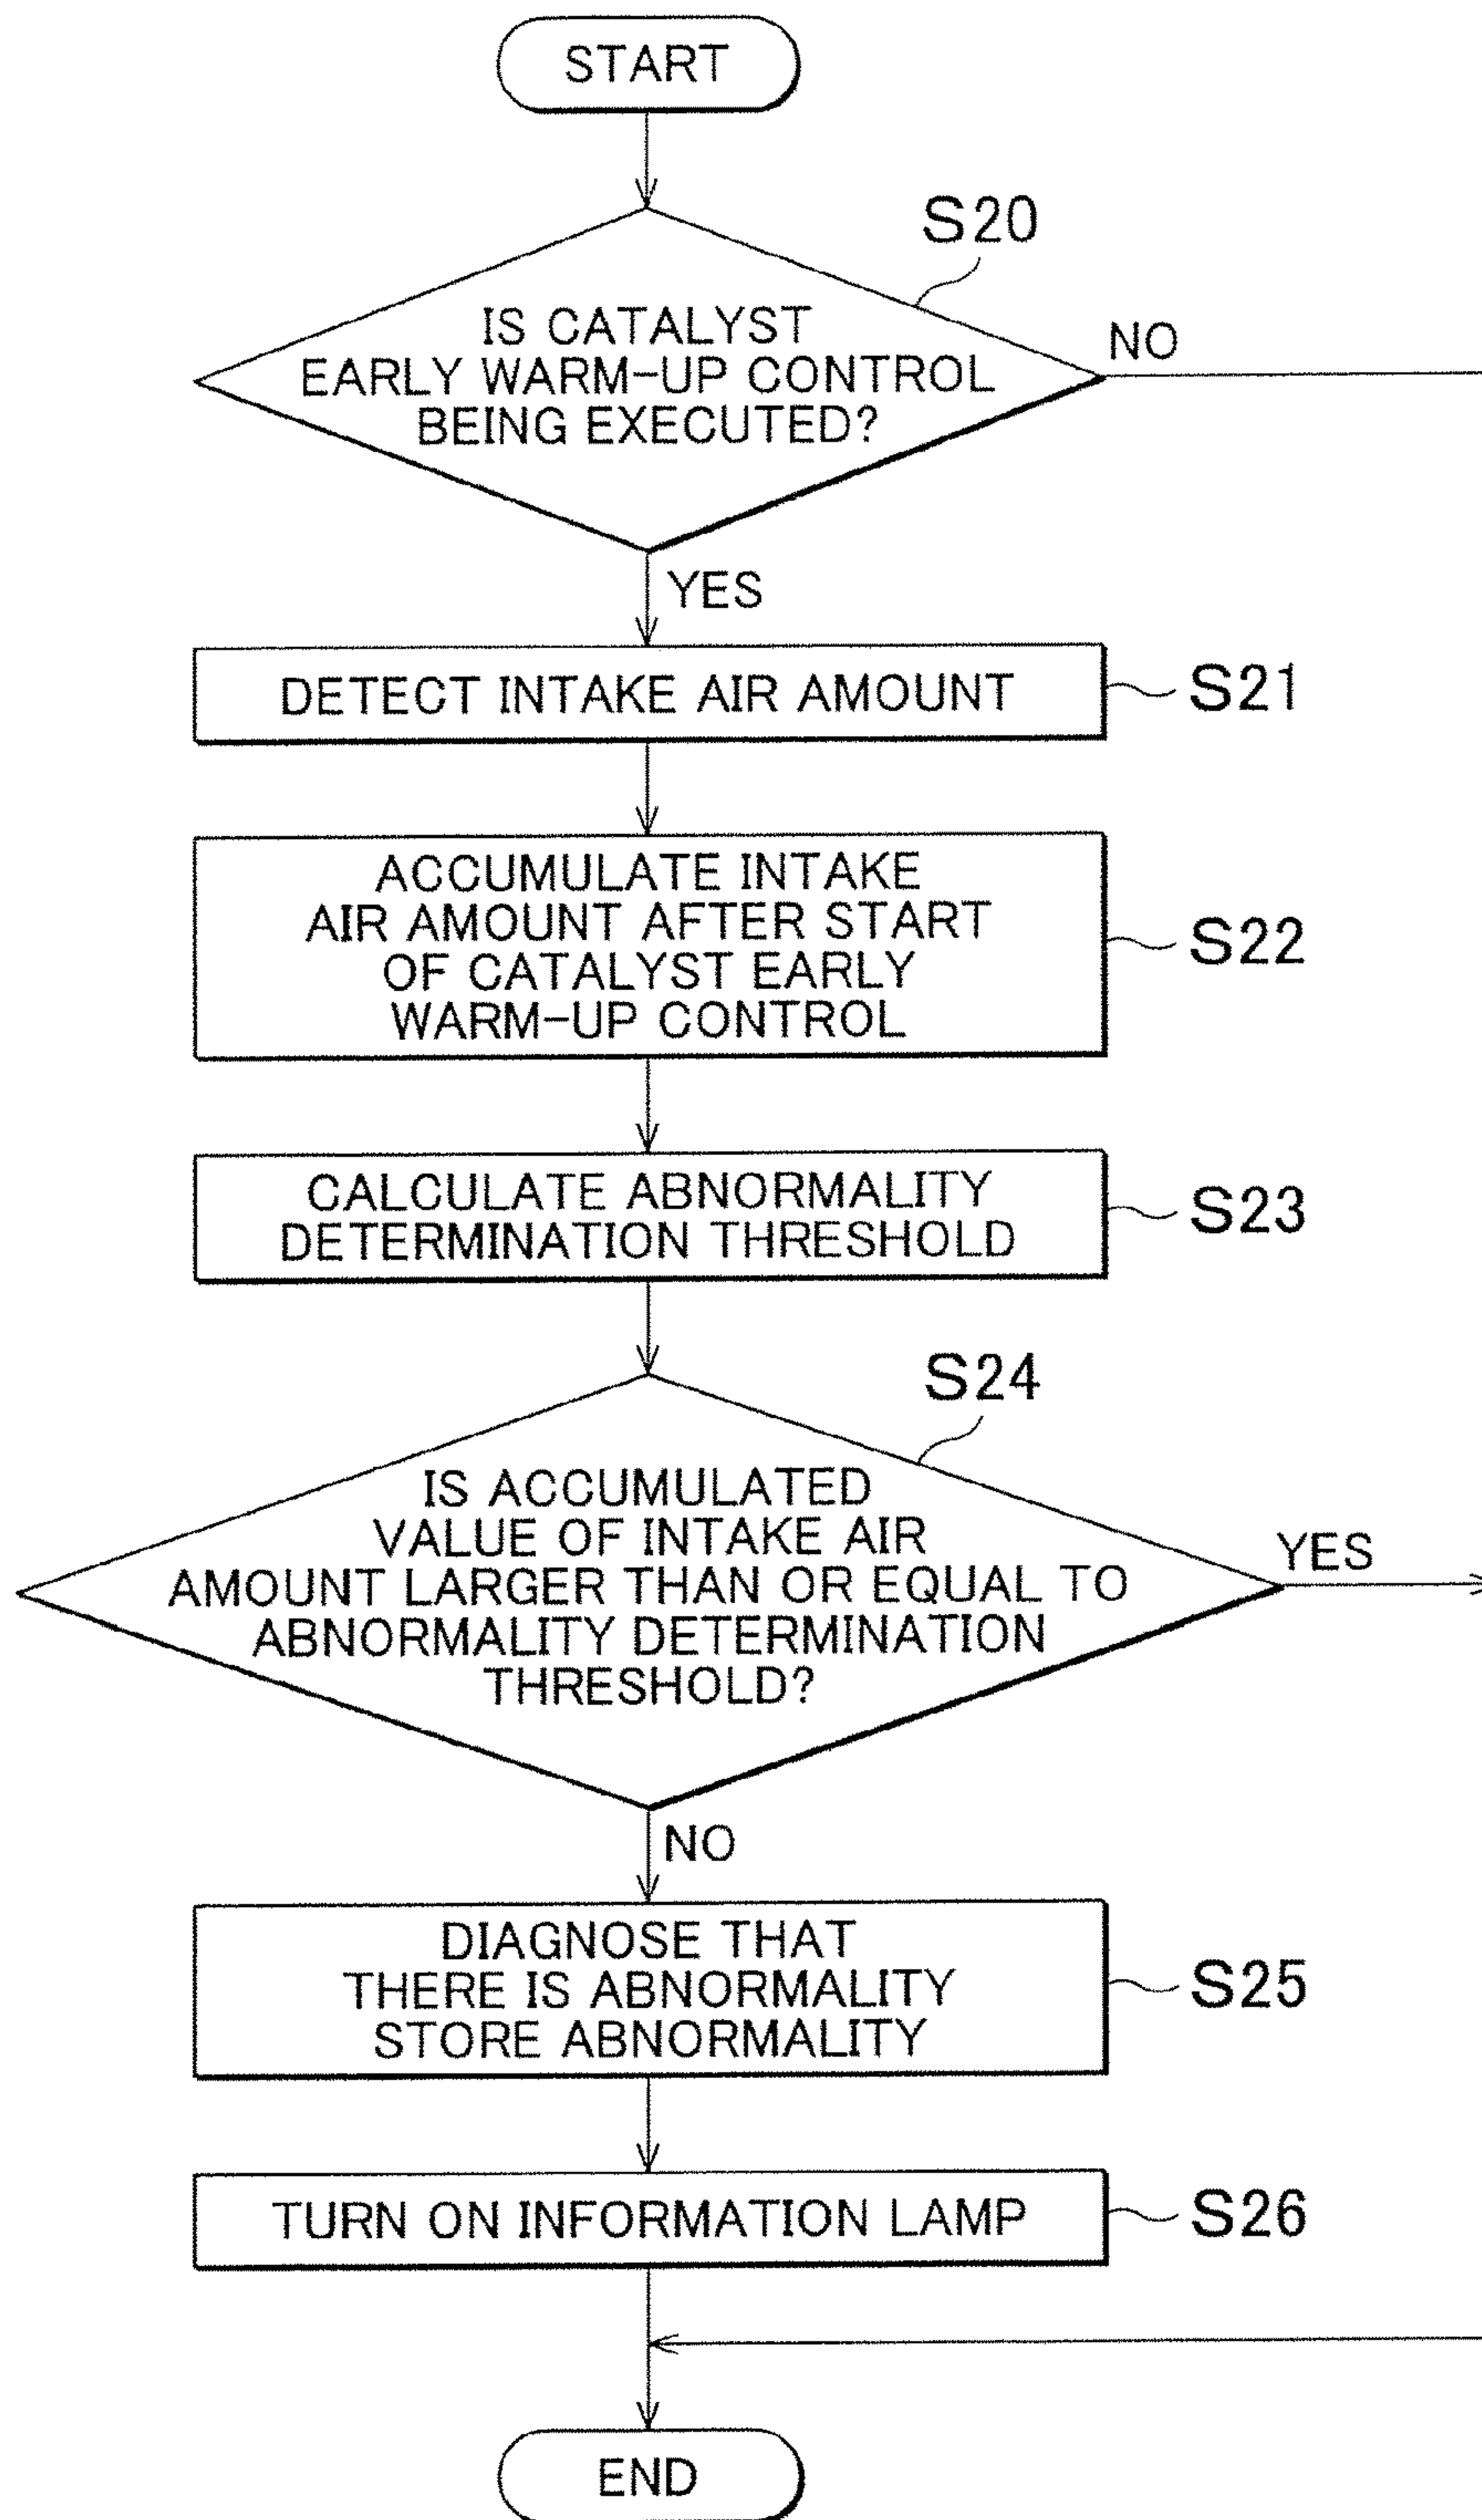 START
S20
IS CATALYST
EARLY WARM-UP CONTROL
BEING EXECUTED?
NO
YES
DETECT INTAKE AIR AMOUNT
S21
ACCUMULATE INTAKE
AIR AMOUNT AFTER START
OF CATALYST EARLY
WARM-UP CONTROL
S22
CALCULATE ABNORMALITY
DETERMINATION THRESHOLD
S23
S24
IS ACCUMULATED
VALUE OF INTAKE AIR
AMOUNT LARGER THAN OR EQUAL TO
ABNORMALITY DETERMINATION
THRESHOLD?
YES
NO
DIAGNOSE THAT
THERE IS ABNORMALITY
STORE ABNORMALITY
S25
TURN ON INFORMATION LAMP
S26
END